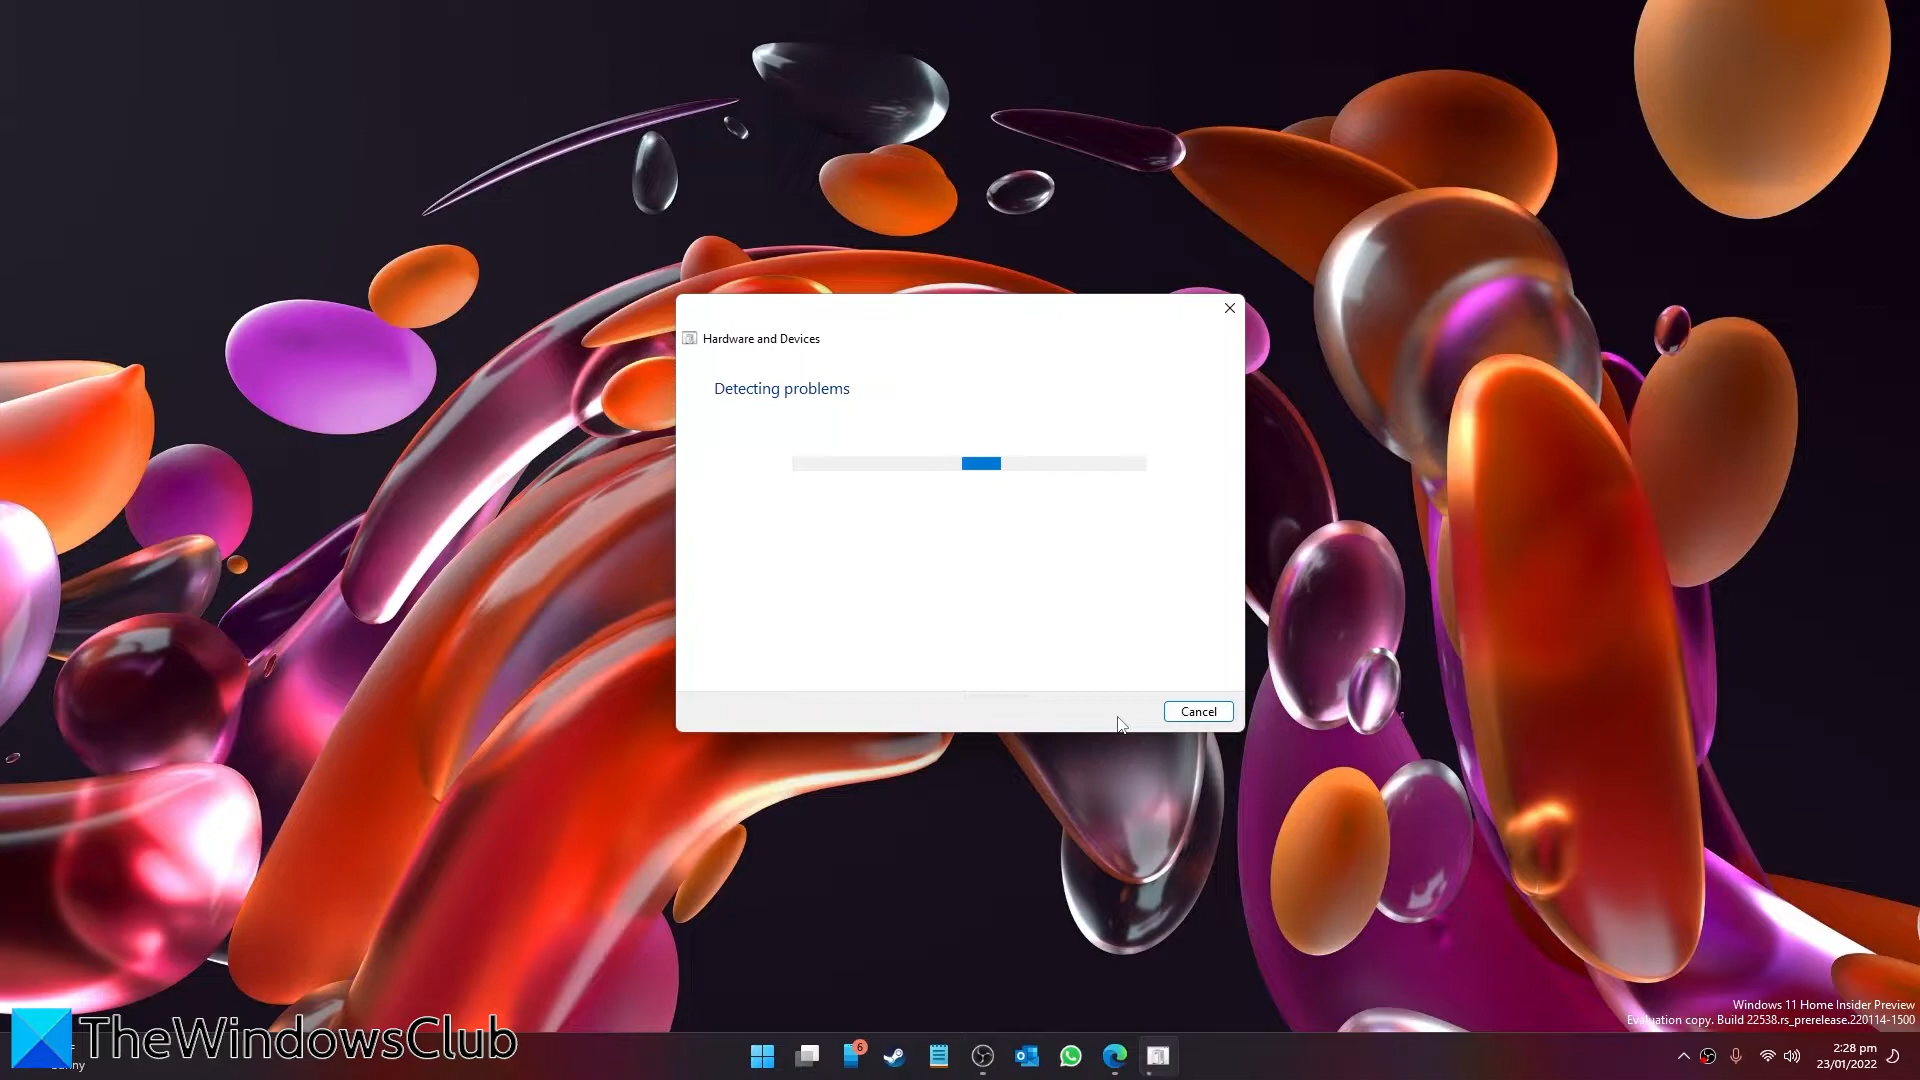 Hardware and Devices
Detecting problems
Cancel
Windows 11 Home Insider Preview
Evaluation copy. Build 22538.rs_prerelease.220114-1500
TheWindowsClub
6
2:28 pm
23/01/2022